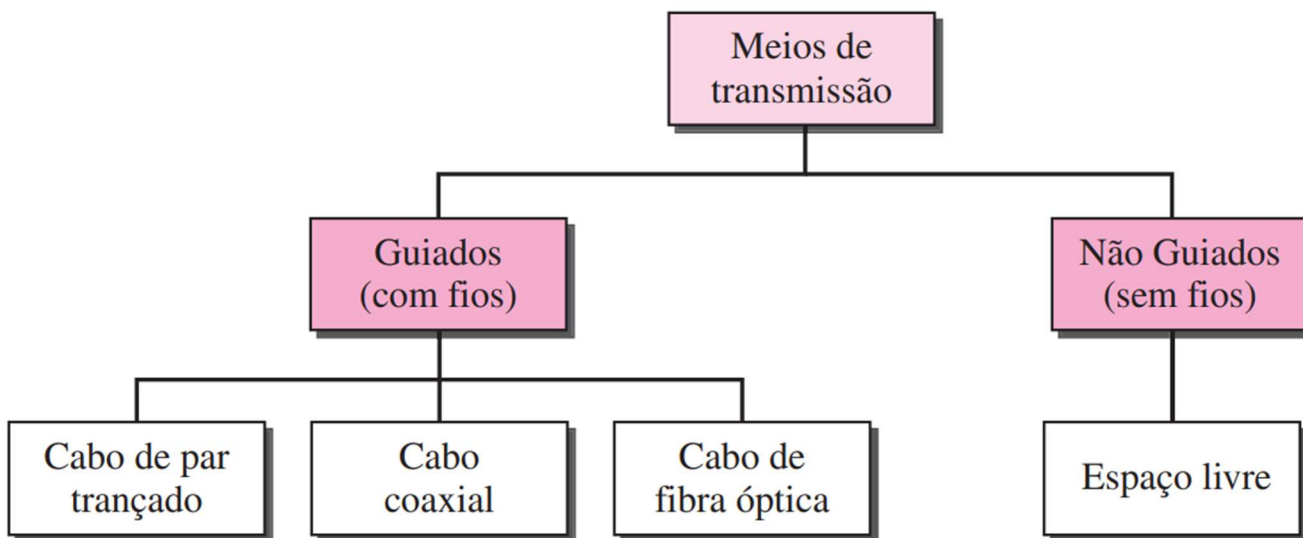 Meios de
transmissão
Guiados
(com fios)
Não Guiados
(sem fios)
Cabo de par
trançado
Cabo
coaxial
Cabo de
fibra óptica
Espaço livre